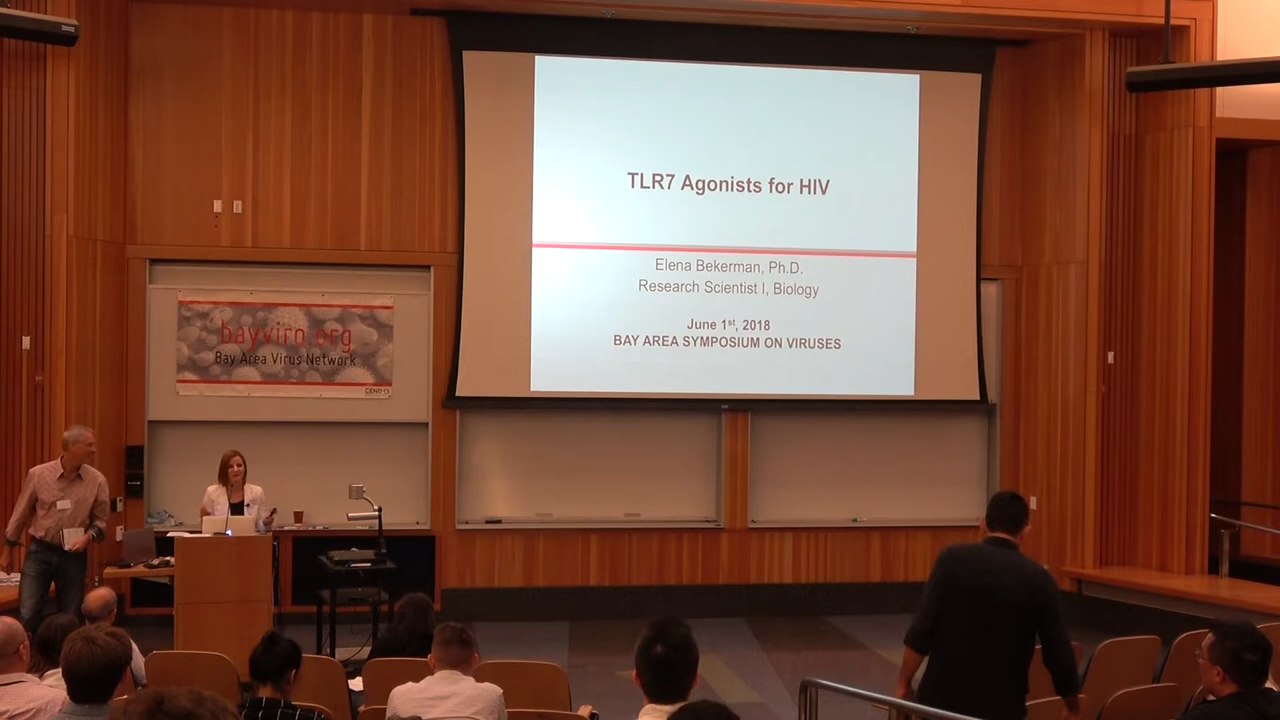 TLR7 Agonists for HIV
Elena Bekerman, Ph.D.
Research Scientist I, Biology
June 1st, 2018
BAY AREA SYMPOSIUM ON VIRUSES
bayviro.org
Bay Area Virus Network